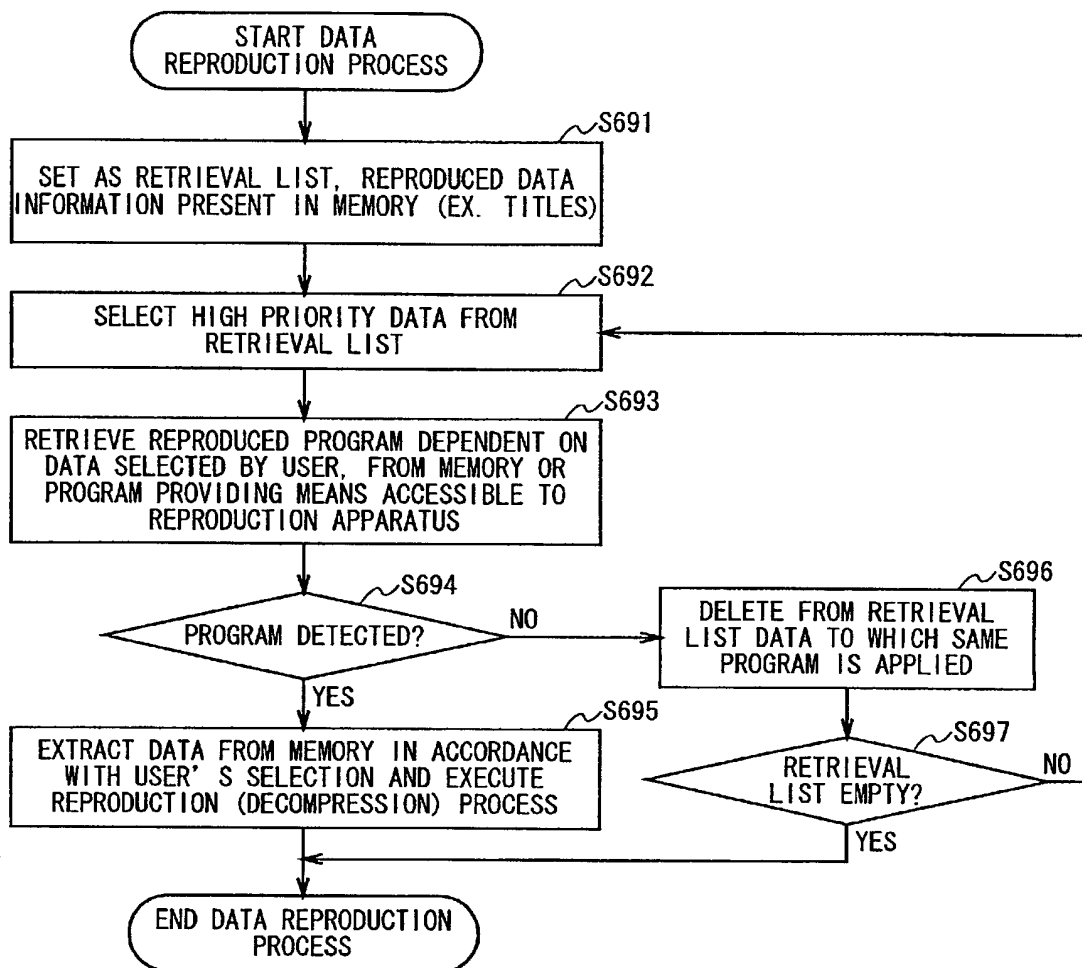 START DATA
REPRODUCTION PROCESS
S691
SET AS RETRIEVAL LIST, REPRODUCED DATA
INFORMATION PRESENT IN MEMORY (EX. TITLES)
S692
SELECT HIGH PRIORITY DATA FROM
RETRIEVAL LIST
S693
RETRIEVE REPRODUCED PROGRAM DEPENDENT ON
DATA SELECTED BY USER, FROM MEMORY OR
PROGRAM PROVIDING MEANS ACCESSIBLE TO
REPRODUCTION APPARATUS
S694
PROGRAM DETECTED?
NO
YES
S696
DELETE FROM RETRIEVAL
LIST DATA TO WHICH SAME
PROGRAM IS APPLIED
S695
EXTRACT DATA FROM MEMORY IN ACCORDANCE
WITH USER'S SELECTION AND EXECUTE
REPRODUCTION (DECOMPRESSION) PROCESS
S697
RETRIEVAL
LIST EMPTY?
NO
YES
END DATA REPRODUCTION
PROCESS